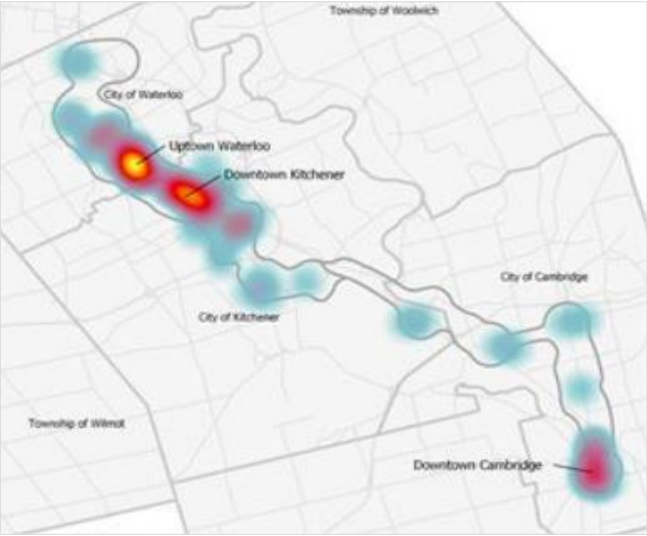 Township of Woolwich
City of Waterloo
Uptown Waterloo
Downtown Kitchener
City of Cambridge
City of Kitchener
Township of Wilmot
Downtown Cambridge